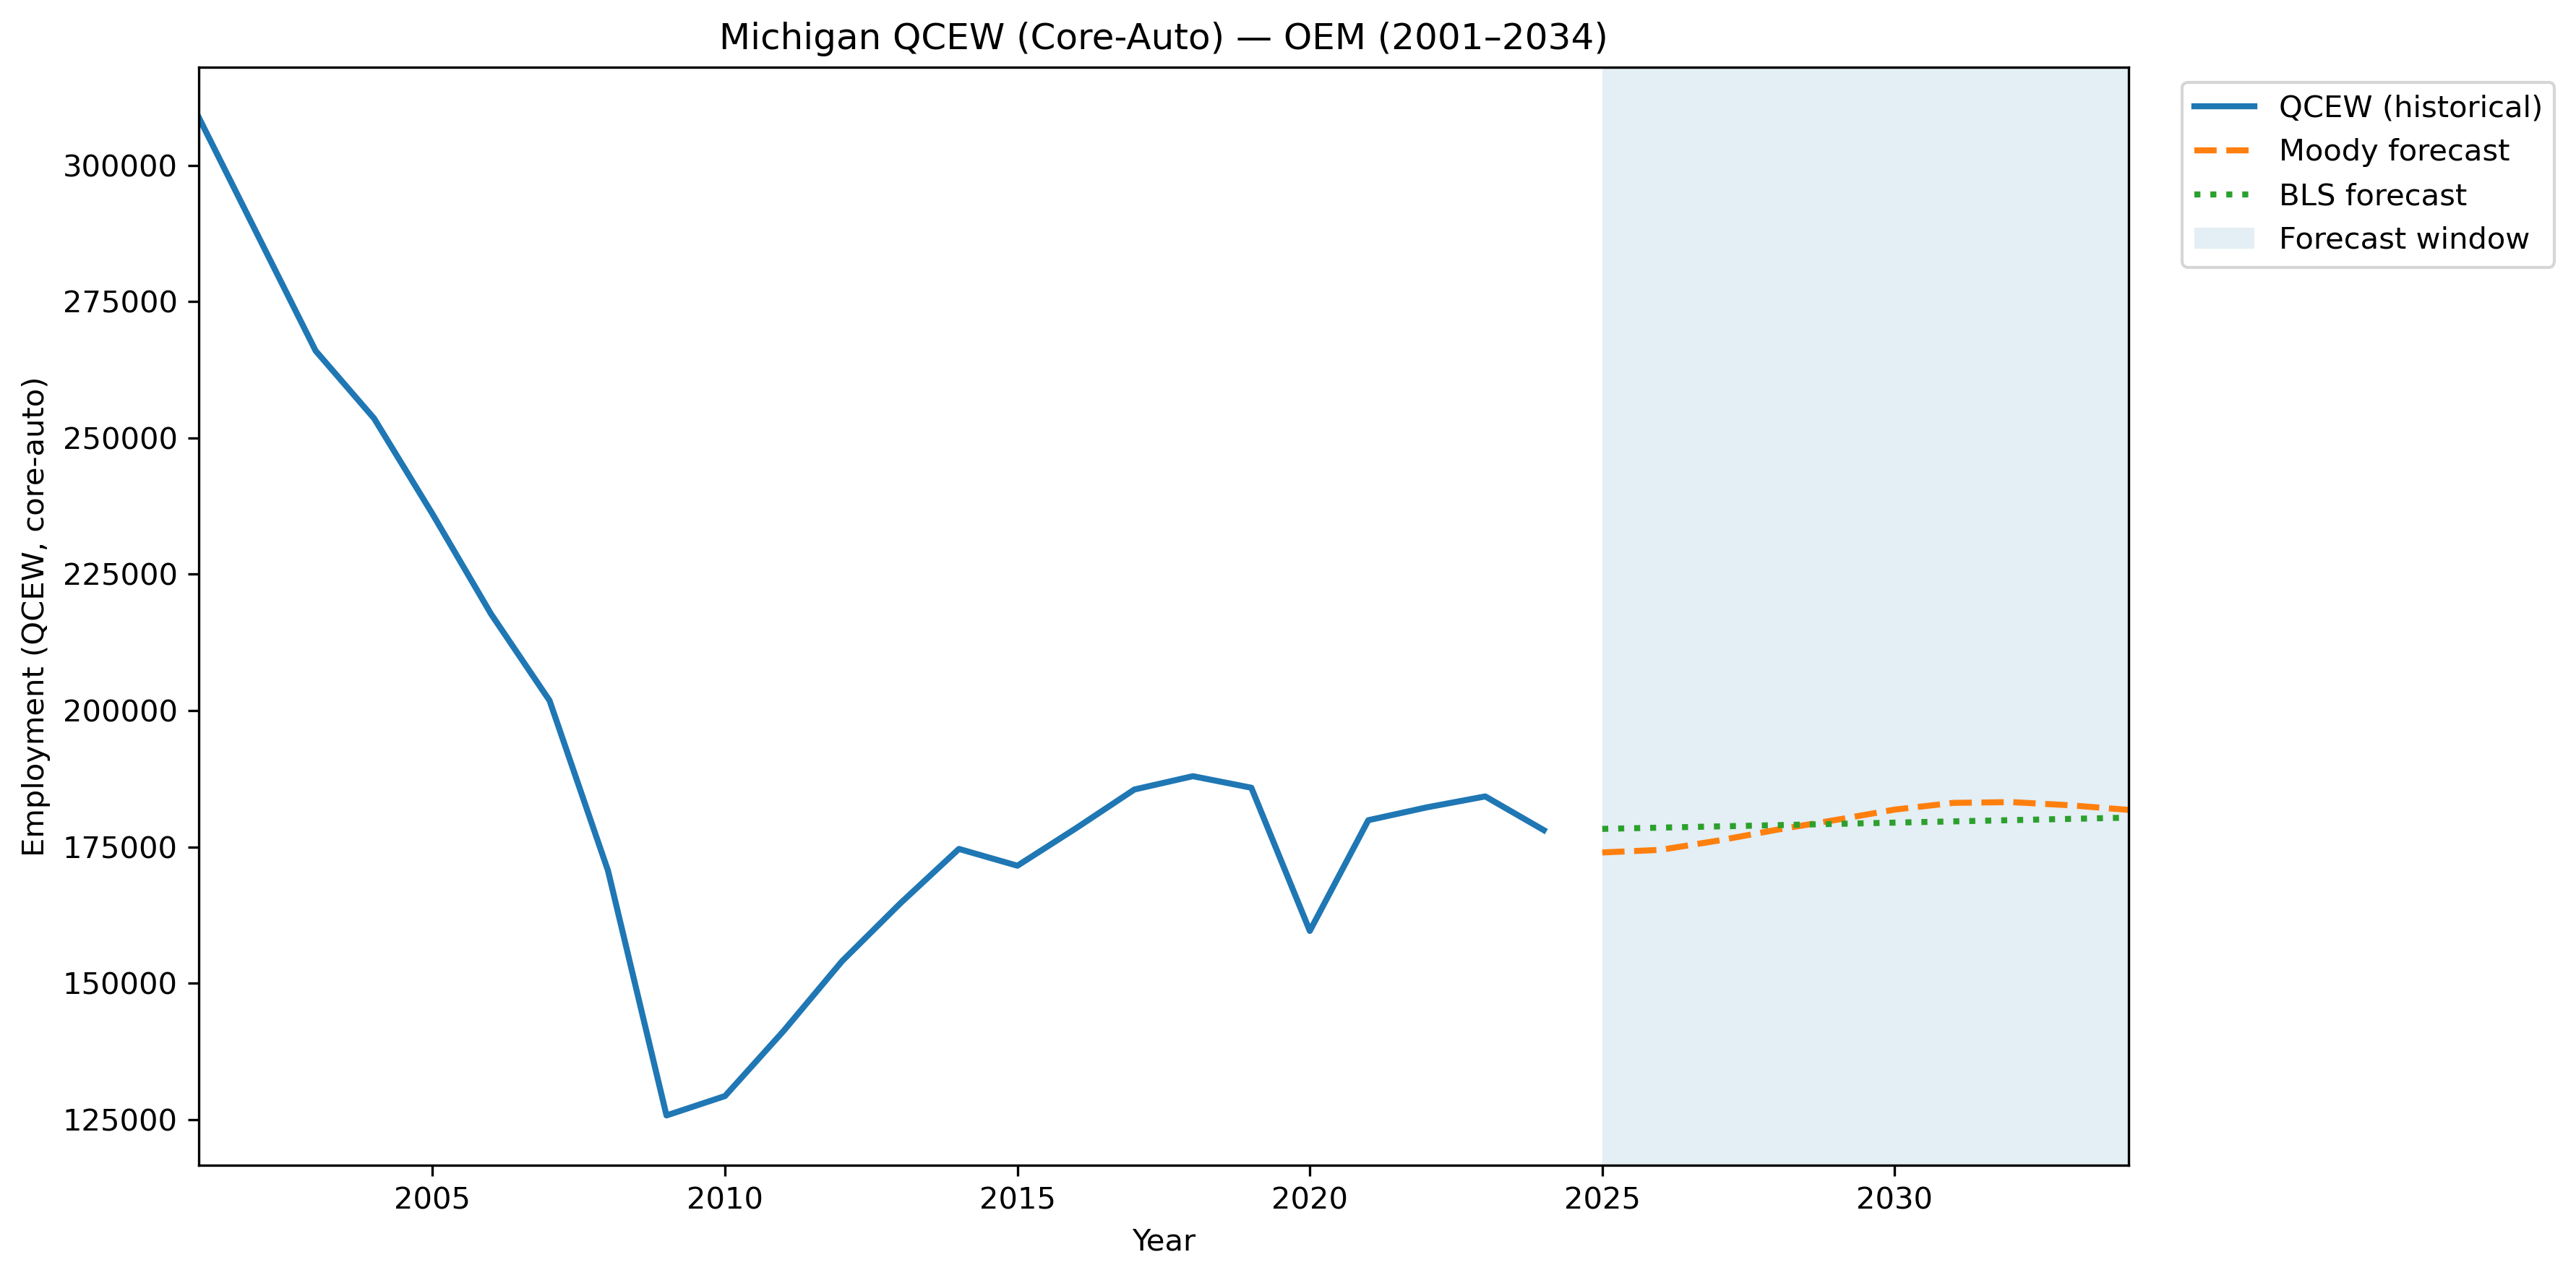 Michigan QCEW (Core-Auto) — OEM (2001–2034)
QCEW (historical)
Moody forecast
BLS forecast
Forecast window
Employment (QCEW, core-auto)
300000
275000
250000
225000
200000
175000
150000
125000
2005
2010
2015
2020
2025
2030
Year